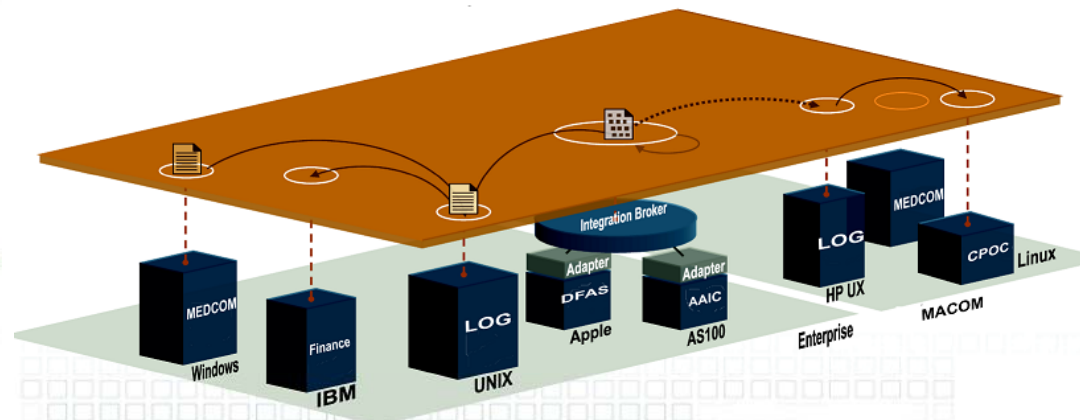 MEDCOM
Windows
Finance
IBM
LOG
UNIX
Integration Broker
Adapter
DFAS
Apple
Adapter
AAIC
AS100
Enterprise
LOG
HP UX
MEDCOM
CPOC
Linux
MACOM